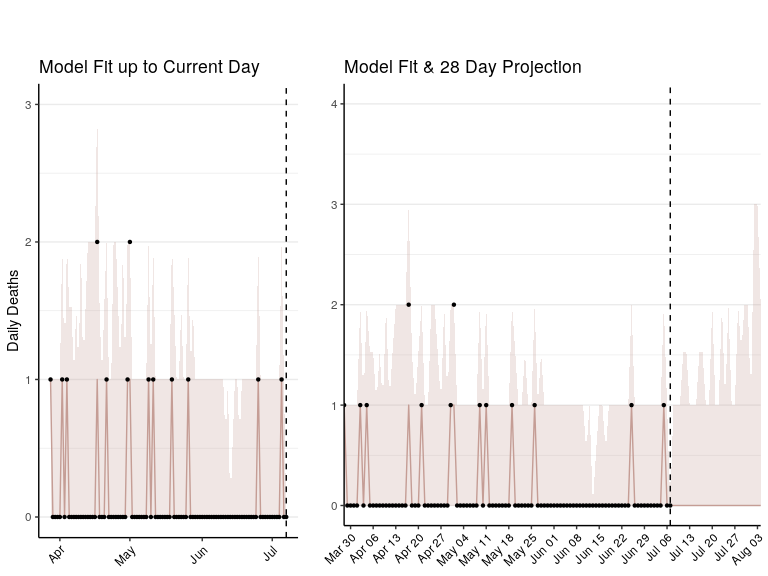 Model Fit up to Current Day
Model Fit & 28 Day Projection
Daily Deaths
3
2
1
0
Apr
May
Jun
Jul
4
3
2
1
0
Mar 30
Apr 06
Apr 13
Apr 20
Apr 27
May 04
May 11
May 18
May 25
Jun 01
Jun 08
Jun 15
Jun 22
Jun 29
Jul 06
Jul 13
Jul 20
Jul 27
Aug 03